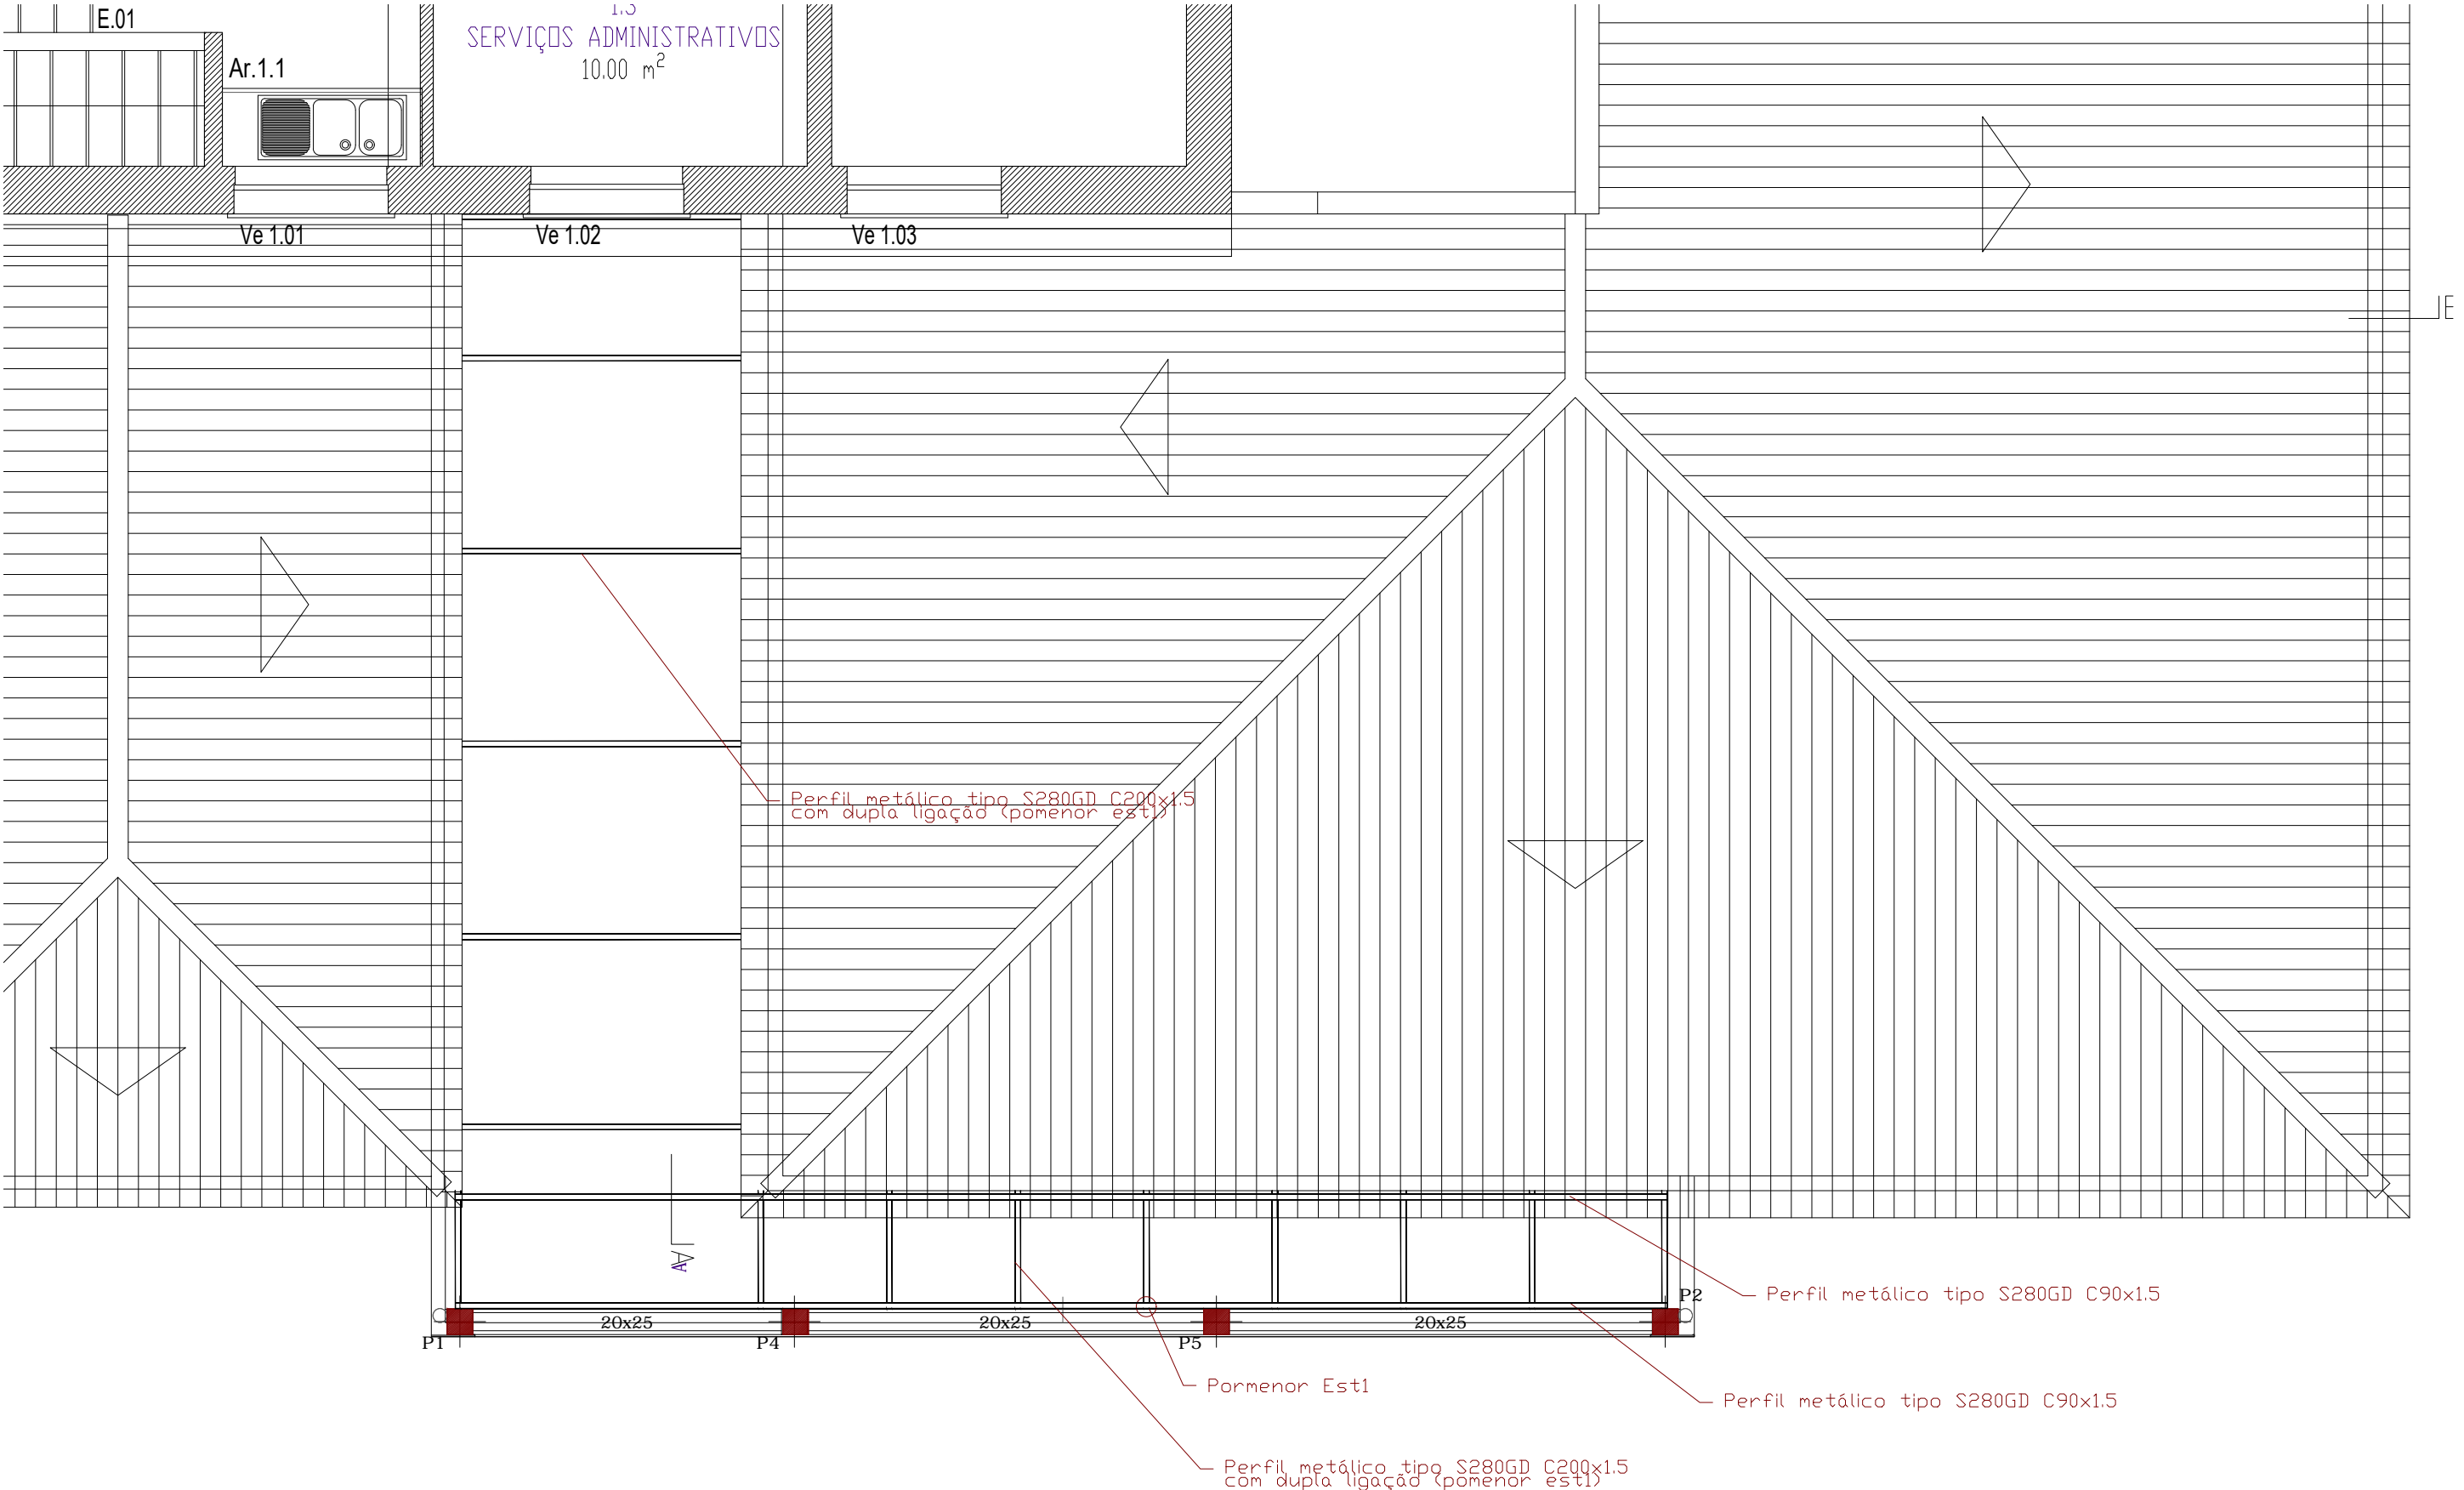 E.01
1.3
SERVIÇOS ADMINISTRATIVOS
10.00 m²
Ar.1.1
Ve 1.01
Ve 1.02
Ve 1.03
E
Perfil metálico tipo S280GD C200x1.5
com dupla ligação (pomenor est1)
A
A
Perfil metálico tipo S280GD C90x1.5
P2
20x25
20x25
20x25
P1
P4
P5
Pormenor Est1
Perfil metálico tipo S280GD C90x1.5
Perfil metálico tipo S280GD C200x1.5
com dupla ligação (pomenor est1)